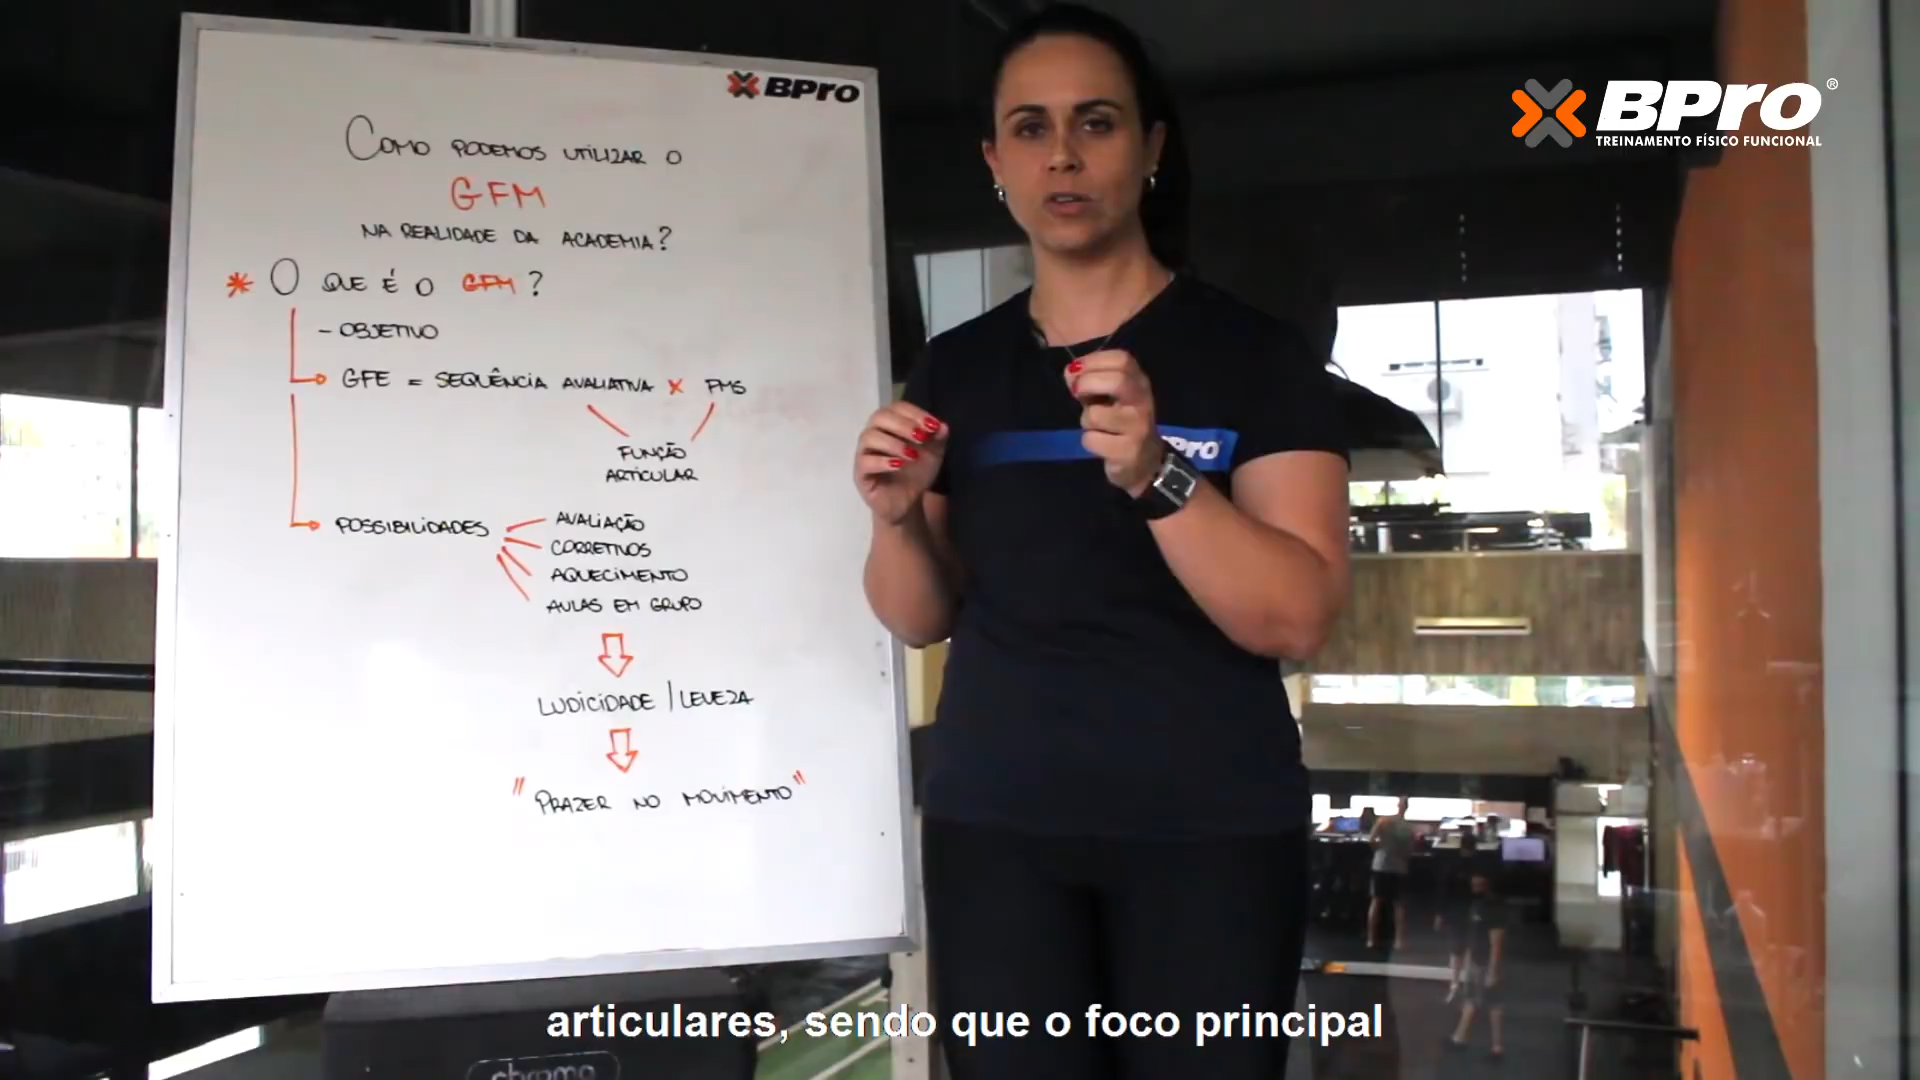 BPro
COMO PODEMOS UTILIZAR O
GFM
NA REALIDADE DA ACADEMIA?
* O QUE É O GFM?
- OBJETIVO
GFE = SEQUÊNCIA AVALIATIVA X FMS
FUNÇÃO
ARTICULAR
POSSIBILIDADES
AVALIAÇÃO
CORRETIVOS
AQUECIMENTO
AULAS EM GRUPO
LUDICIDADE / LEVEZA
"PRAZER NO MOVIMENTO"
BPro®
TREINAMENTO FÍSICO FUNCIONAL
articulares, sendo que o foco principal
chroma